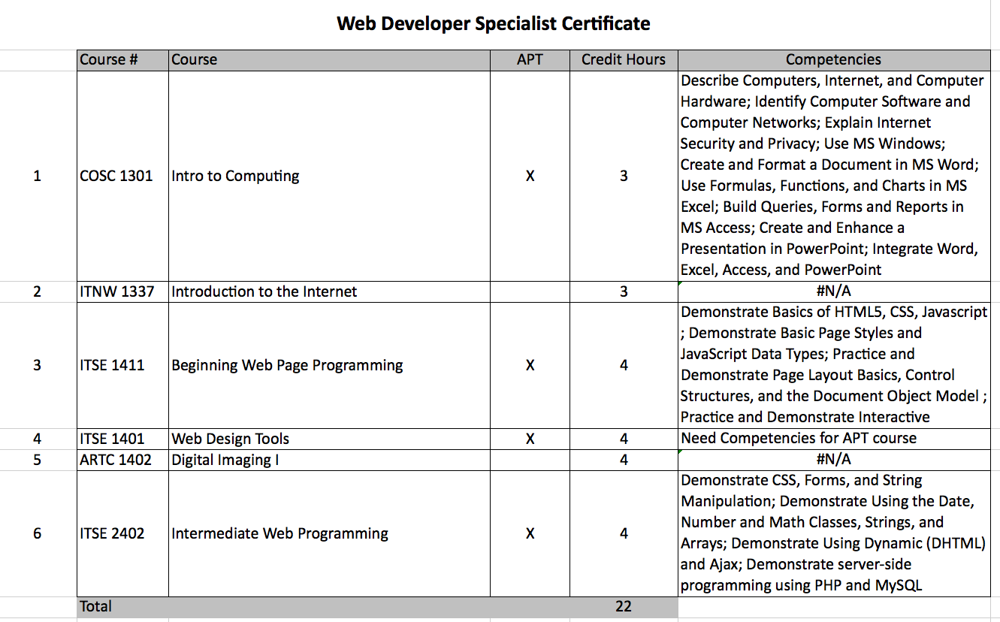 Web Developer Specialist Certificate
Course # Course APT Credit Hours Competencies
1 COSC 1301 Intro to Computing X 3
Describe Computers, Internet, and Computer
Hardware; Identify Computer Software and
Computer Networks; Explain Internet
Security and Privacy; Use MS Windows;
Create and Format a Document in MS Word;
Use Formulas, Functions, and Charts in MS
Excel; Build Queries, Forms and Reports in
MS Access; Create and Enhance a
Presentation in PowerPoint; Integrate Word,
Excel, Access, and PowerPoint
2 ITNW 1337 Introduction to the Internet 3 #N/A
3 ITSE 1411 Beginning Web Page Programming X 4
Demonstrate Basics of HTML5, CSS, Javascript
; Demonstrate Basic Page Styles and
JavaScript Data Types; Practice and
Demonstrate Page Layout Basics, Control
Structures, and the Document Object Model ;
Practice and Demonstrate Interactive
4 ITSE 1401 Web Design Tools X 4 Need Competencies for APT course
5 ARTC 1402 Digital Imaging I 4 #N/A
6 ITSE 2402 Intermediate Web Programming X 4
Demonstrate CSS, Forms, and String
Manipulation; Demonstrate Using the Date,
Number and Math Classes, Strings, and
Arrays; Demonstrate Using Dynamic (DHTML)
and Ajax; Demonstrate server-side
programming using PHP and MySQL
Total 22